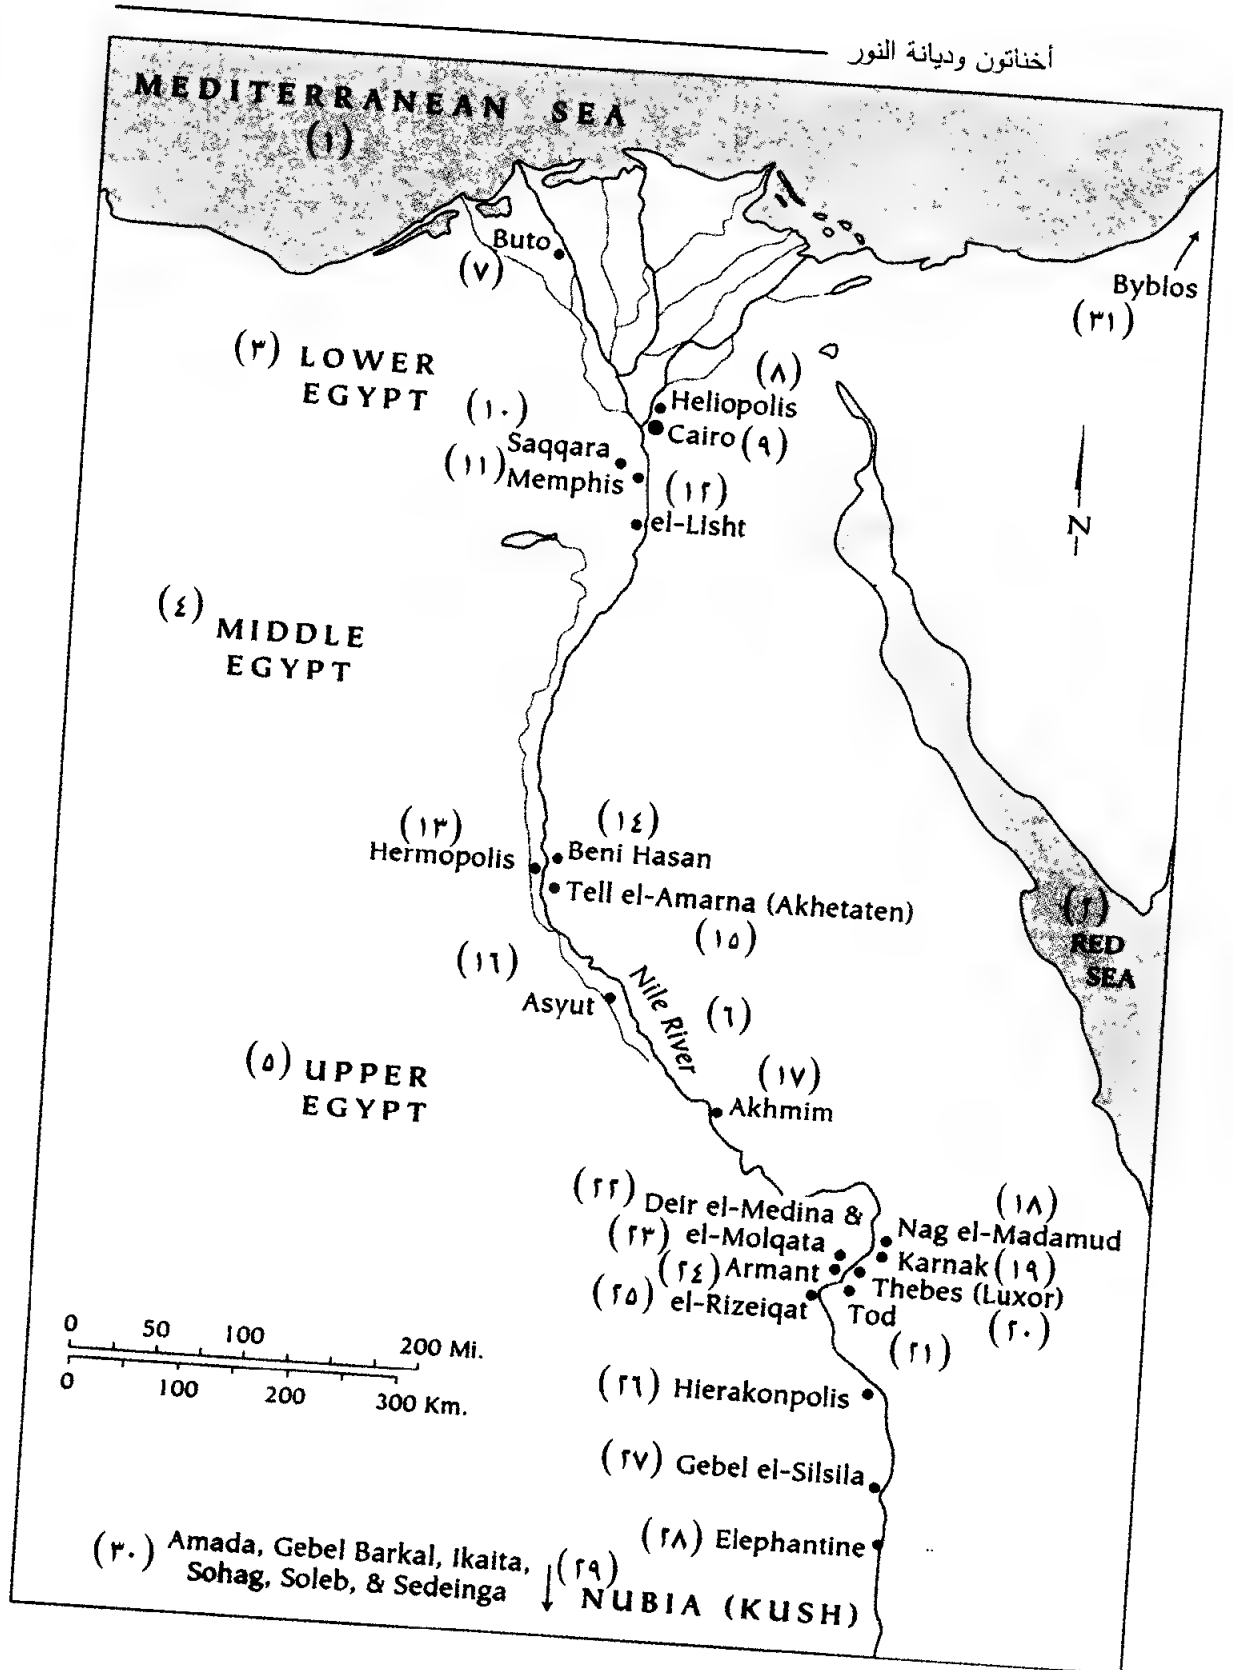 أخناتون وديانة النور
MEDITERRANEAN SEA
(١)
Buto
(٧)
Byblos
(٣١)
(٣) LOWER
EGYPT
(٨)
Heliopolis
Cairo (٩)
(١٠)
Saqqara
(١١) Memphis
(١٢)
el-Lisht
N
(٤)
MIDDLE
EGYPT
(١٣)
Hermopolis
(١٤)
Beni Hasan
Tell el-Amarna (Akhetaten)
(١٥)
(٢)
RED
SEA
(١٦)
Asyut
Nile River
(٦)
(٥) UPPER
EGYPT
(١٧)
Akhmim
(٢٢) Deir el-Medina &
(٢٣) el-Molqata
(٢٤) Armant
(٢٥) el-Rizeiqat
(١٨)
Nag el-Madamud
Karnak (١٩)
Thebes (Luxor)
(٢٠)
Tod
(٢١)
0 50 100 200 Mi.
0 100 200 300 Km.
(٢٦) Hierakonpolis
(٢٧) Gebel el-Silsila
(٢٨) Elephantine
(٣٠) Amada, Gebel Barkal, Ikaita,
Sohag, Soleb, & Sedeinga
(٢٩)
NUBIA (KUSH)